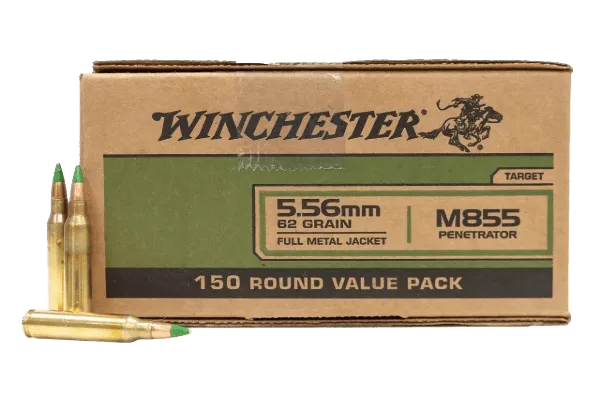 WINCHESTER
TARGET
5.56mm
62 GRAIN
FULL METAL JACKET
M855
PENETRATOR
150 ROUND VALUE PACK